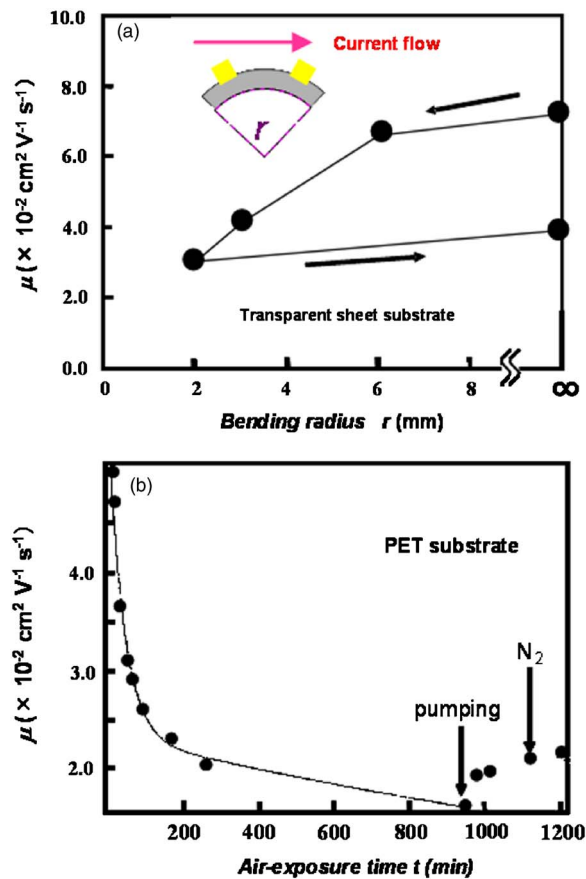 (a)
Current flow
r
10.0
8.0
6.0
4.0
2.0
0.0
μ (× 10⁻² cm² V⁻¹ s⁻¹)
Transparent sheet substrate
0 2 4 6 8 ∞
Bending radius r (mm)
(b)
PET substrate
N₂
pumping
4.0
3.0
2.0
μ (× 10⁻² cm² V⁻¹ s⁻¹)
200 400 600 800 1000 1200
Air-exposure time t (min)